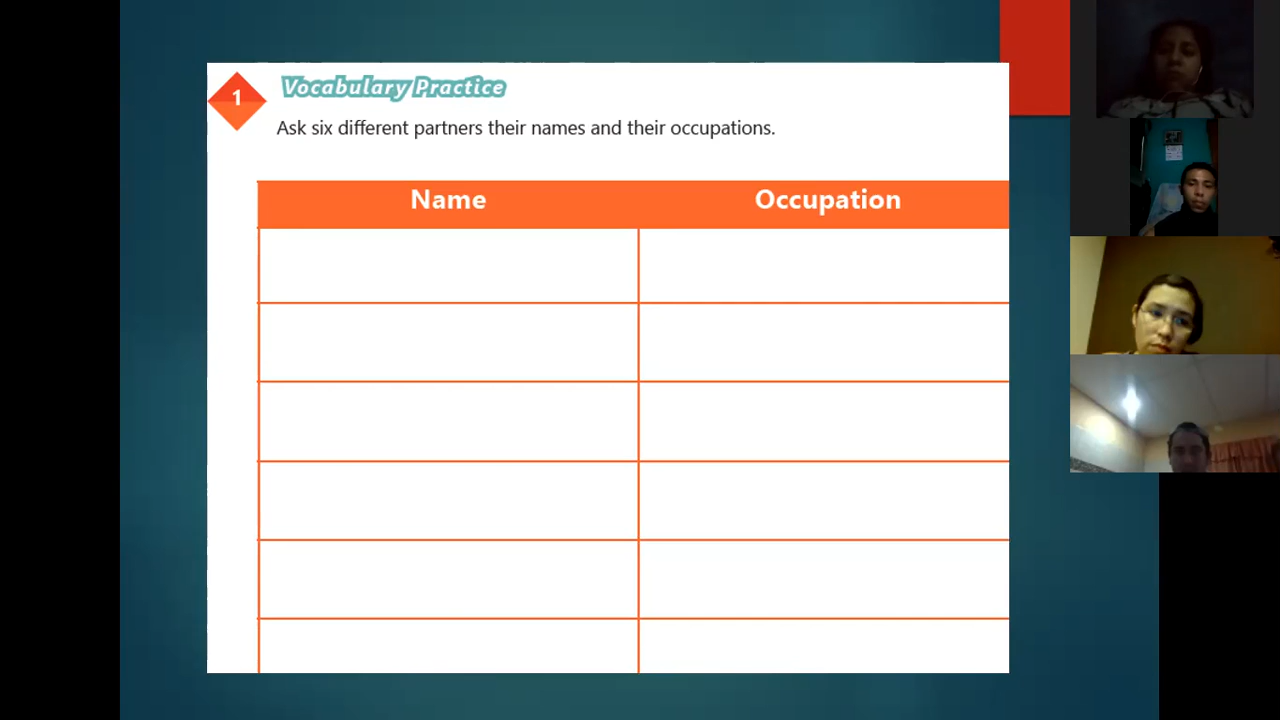 1
Vocabulary Practice
Ask six different partners their names and their occupations.
Name Occupation